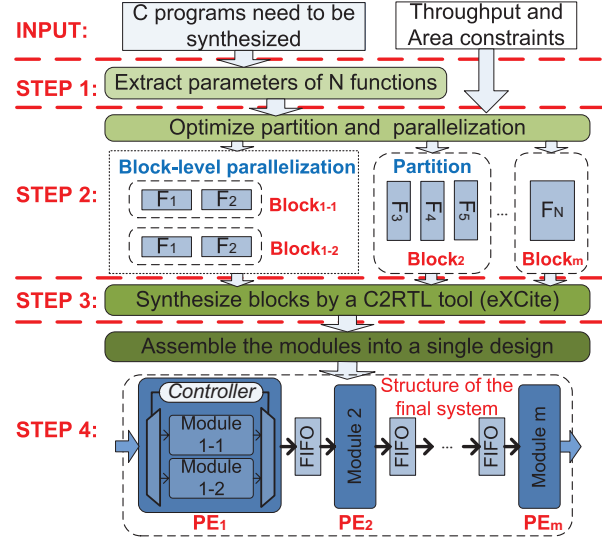 INPUT:
C programs need to be
synthesized
Throughput and
Area constraints
STEP 1:
Extract parameters of N functions
Optimize partition and parallelization
STEP 2:
Block-level parallelization
F1 F2 Block1-1
F1 F2 Block1-2
Partition
F3 F4 F5
Block2
...
FN
Blockm
STEP 3:
Synthesize blocks by a C2RTL tool (eXCite)
Assemble the modules into a single design
STEP 4:
Structure of the
final system
Controller
Module
1-1
Module
1-2
PE1
FIFO
Module 2
PE2
FIFO
...
FIFO
Module m
PEm